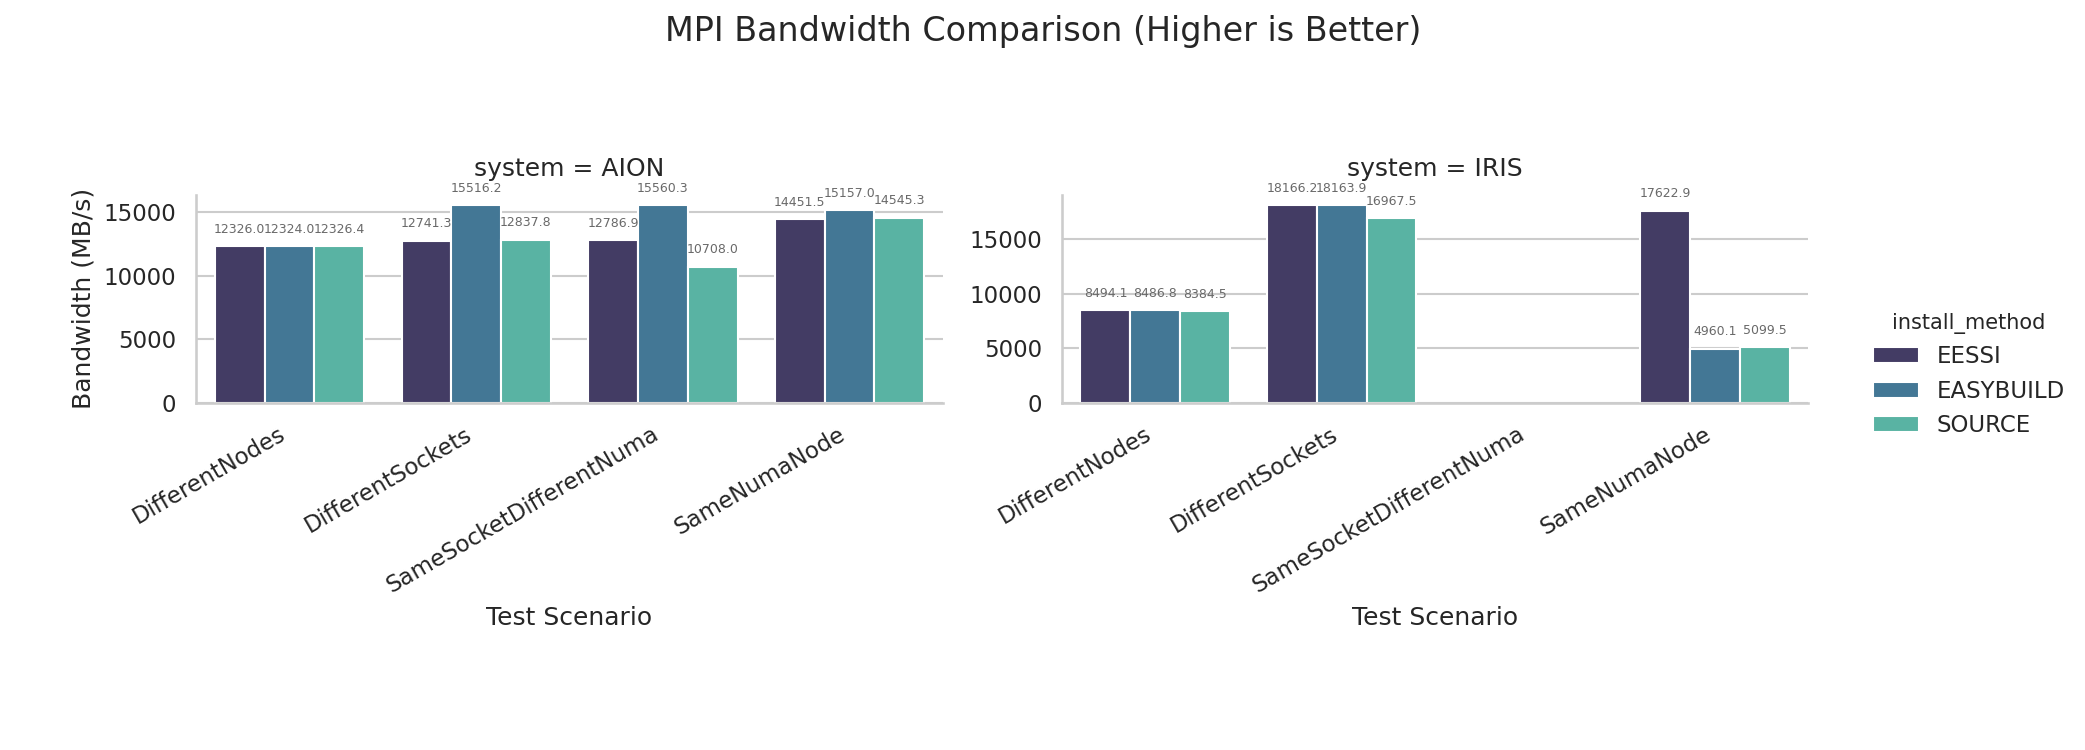 MPI Bandwidth Comparison (Higher is Better)
system = AION
Bandwidth (MB/s)
15000
10000
5000
0
12326.0
12324.0
12326.4
12741.3
15516.2
12837.8
12786.9
15560.3
10708.0
14451.5
15157.0
14545.3
DifferentNodes
DifferentSockets
SameSocketDifferentNuma
SameNumaNode
Test Scenario
system = IRIS
15000
10000
5000
0
8494.1
8486.8
8384.5
18166.2
18163.9
16967.5
17622.9
4960.1
5099.5
DifferentNodes
DifferentSockets
SameSocketDifferentNuma
SameNumaNode
Test Scenario
install_method
EESSI
EASYBUILD
SOURCE